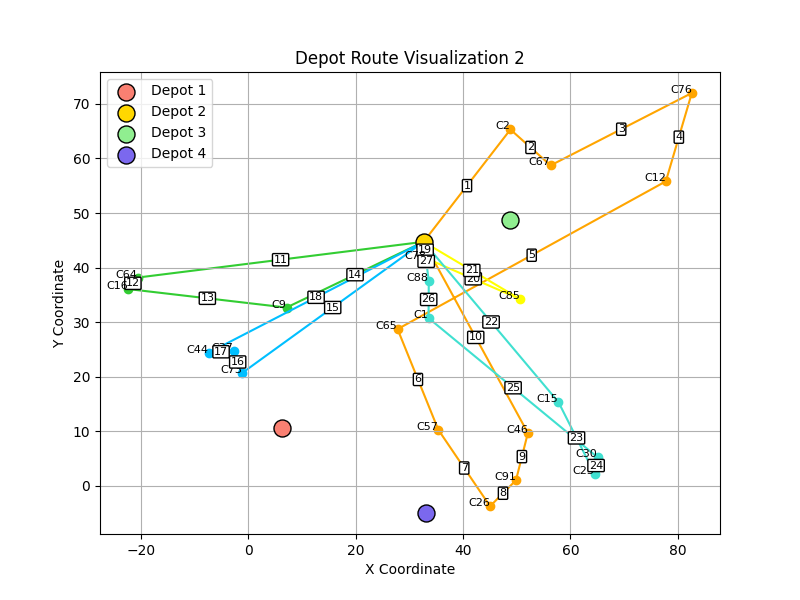 Depot Route Visualization 2
Depot 1
Depot 2
Depot 3
Depot 4
Y Coordinate
X Coordinate
70
60
50
40
30
20
10
0
−20
0
20
40
60
80
C76
C2
C67
C12
C64
C16
C9
C88
C85
C1
C65
C44
C15
C57
C46
C30
C91
C26
1
2
3
4
5
6
7
8
9
10
11
12
13
14
15
16
17
18
19
20
21
22
23
24
25
26
27